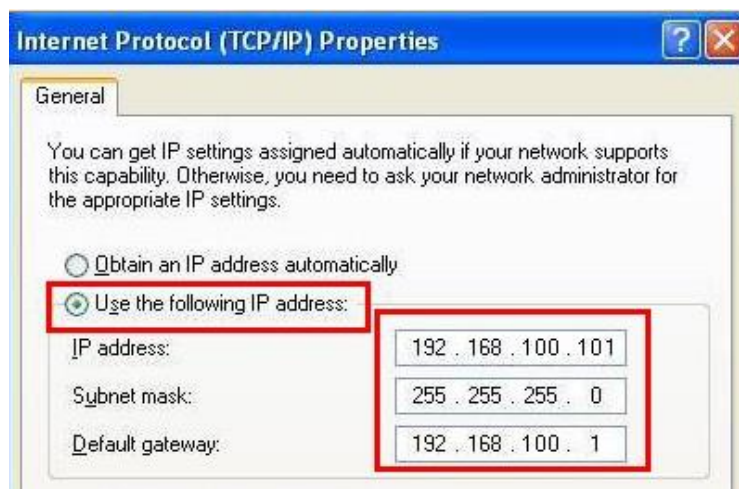 Internet Protocol (TCP/IP) Properties
General
You can get IP settings assigned automatically if your network supports
this capability. Otherwise, you need to ask your network administrator for
the appropriate IP settings.
Obtain an IP address automatically
Use the following IP address:
IP address: 192 . 168 . 100 . 101
Subnet mask: 255 . 255 . 255 . 0
Default gateway: 192 . 168 . 100 . 1